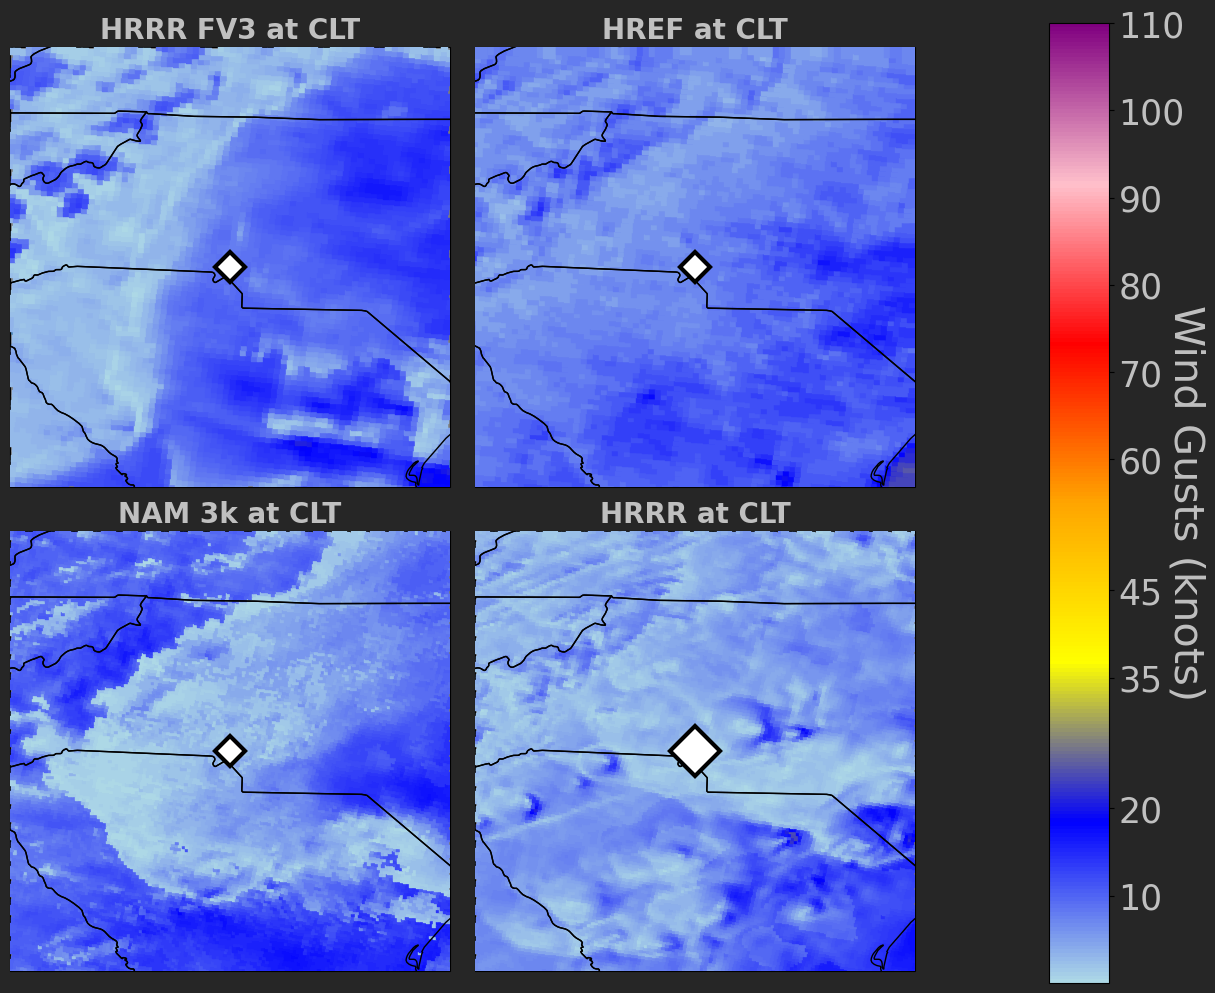 HRRR FV3 at CLT
HREF at CLT
NAM 3k at CLT
HRRR at CLT
110
100
90
80
70
60
45
35
20
10
Wind Gusts (knots)